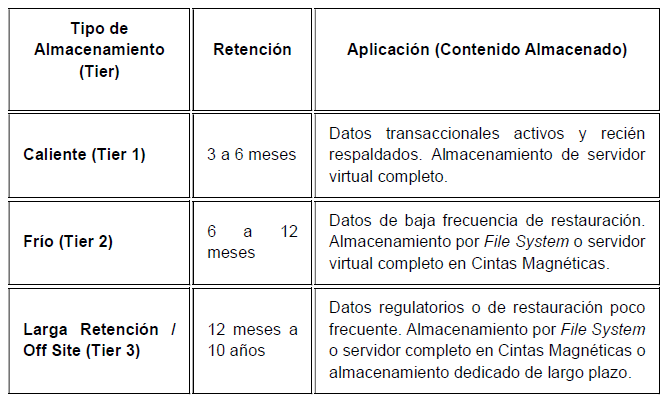 Tipo de
Almacenamiento
(Tier)
Retención
Aplicación (Contenido Almacenado)
Caliente (Tier 1)
3 a 6 meses
Datos transaccionales activos y recién
respaldados. Almacenamiento de servidor
virtual completo.
Frío (Tier 2)
6 a 12
meses
Datos de baja frecuencia de restauración.
Almacenamiento por File System o servidor
virtual completo en Cintas Magnéticas.
Larga Retención /
Off Site (Tier 3)
12 meses a
10 años
Datos regulatorios o de restauración poco
frecuente. Almacenamiento por File System
o servidor completo en Cintas Magnéticas o
almacenamiento dedicado de largo plazo.